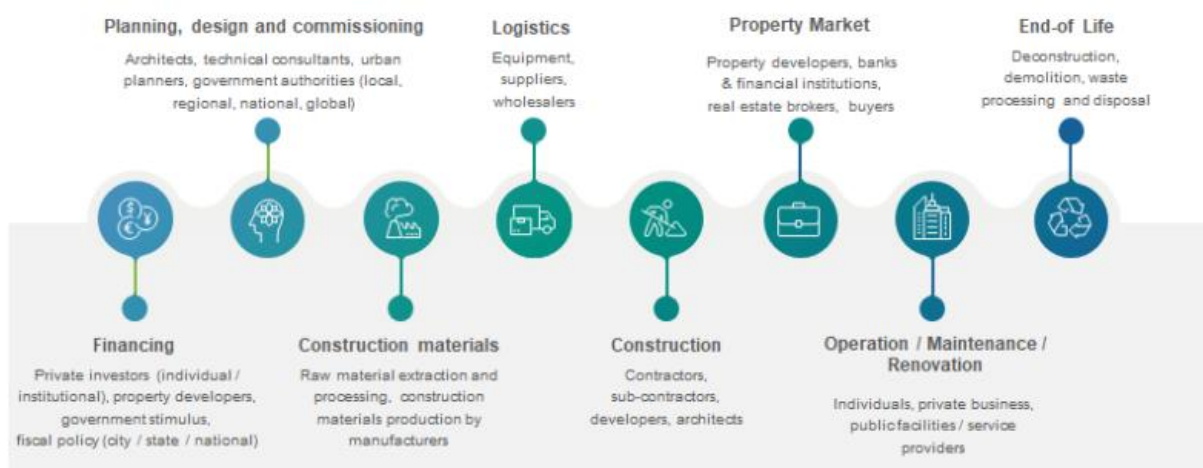 Planning, design and commissioning
Architects, technical consultants, urban
planners, government authorities (local,
regional, national, global)
Logistics
Equipment,
suppliers,
wholesalers
Property Market
Property developers, banks
& financial institutions,
real estate brokers, buyers
End-of Life
Deconstruction,
demolition, waste
processing and disposal
$
¥
€
Financing
Private investors (individual /
institutional), property developers,
government stimulus,
fiscal policy (city / state / national)
Construction materials
Raw material extraction and
processing, construction
materials production by
manufacturers
Construction
Contractors,
sub-contractors,
developers, architects
Operation / Maintenance /
Renovation
Individuals, private business,
public facilities / service
providers